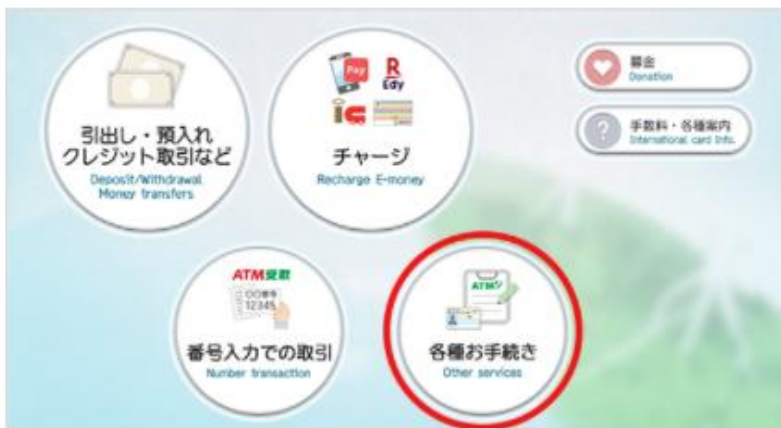 引出し・預入れ
クレジット取引など
Deposit/Withdrawal
Money transfers
Pay
R
Edy
チャージ
Recharge E-money
募金
Donation
?
手数料・各種案内
International card Info.
ATM受取
○○番号
12345
番号入力での取引
Number transaction
ATM
各種お手続き
Other services